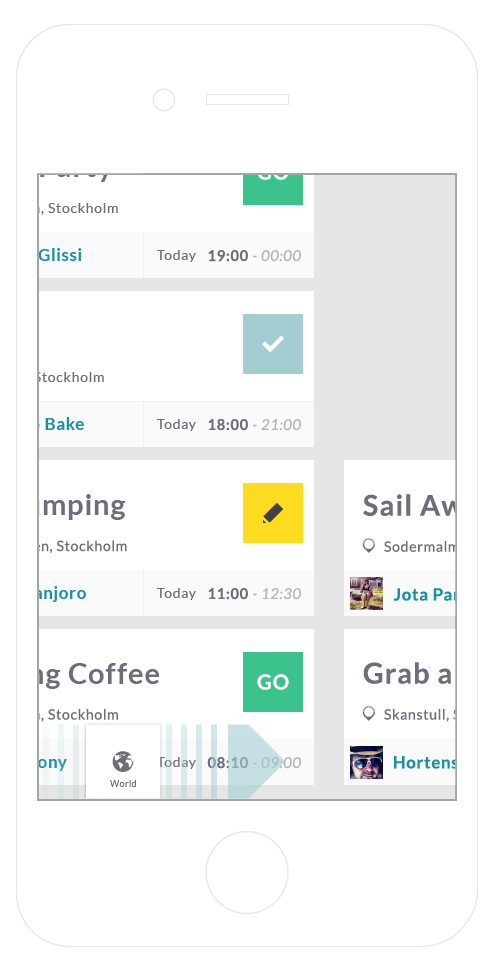 GO
, Stockholm
Glissi
Today 19:00 - 00:00
Stockholm
Bake
Today 18:00 - 21:00
mping
Sail Aw
en, Stockholm
Sodermalm
anjoro
Today 11:00 - 12:30
Jota Par
ng Coffee
GO
Grab a
, Stockholm
Skanstull, S
ony
Today 08:10 - 09:00
Hortens
World